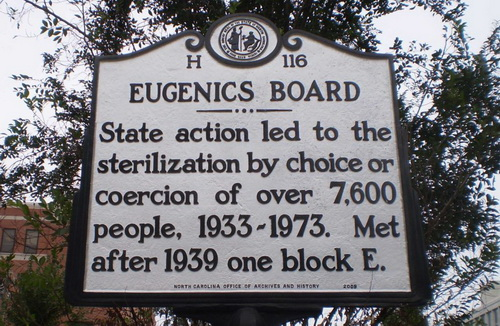 H 116
EUGENICS BOARD
State action led to the
sterilization by choice or
coercion of over 7,600
people, 1933-1973. Met
after 1939 one block E.
NORTH CAROLINA OFFICE OF ARCHIVES AND HISTORY 2009